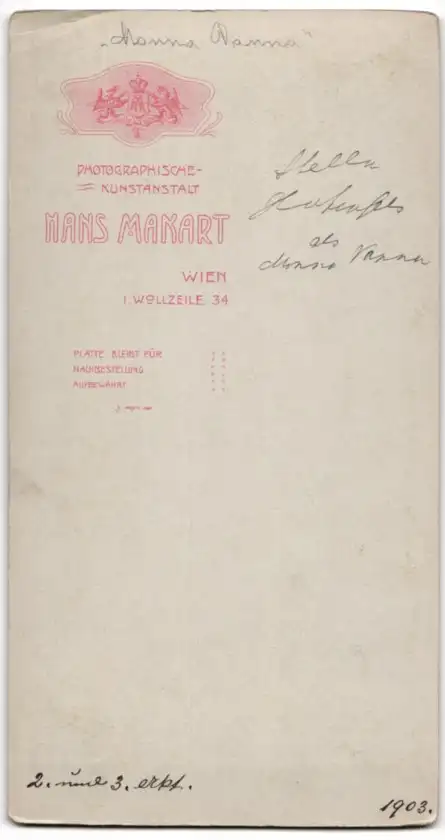 „Monna Vanna“
PHOTOGRAPHISCHE-
KUNSTANSTALT
HANS MAKART
WIEN
I. WOLLZEILE 34
PLATTE BLEIBT FÜR
NACHBESTELLUNG
AUFBEWAHRT
Stella
Hohenfels
als
Monna Vanna
2. und 3. erkt.
1903.